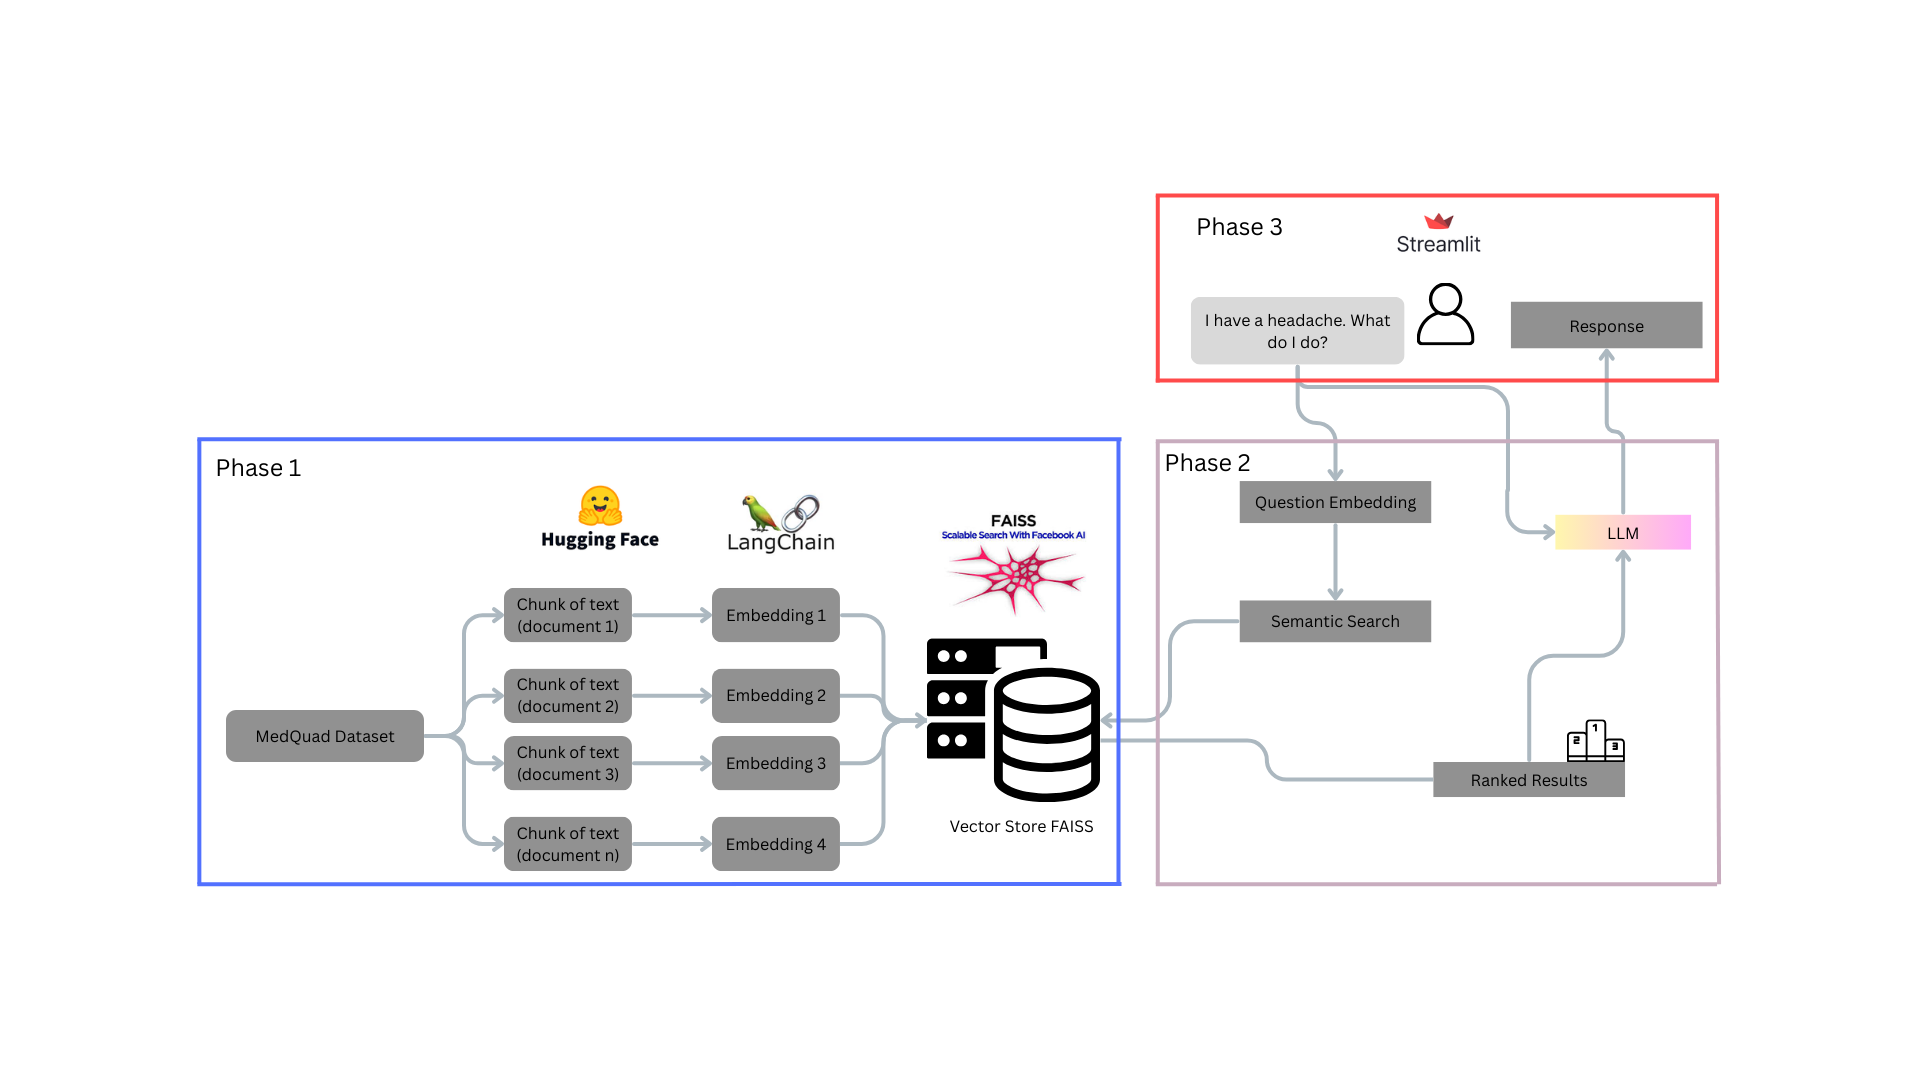 Phase 3
Streamlit
I have a headache. What
do I do?
Response
Phase 1
Hugging Face
LangChain
FAISS
Scalable Search With Facebook AI
MedQuad Dataset
Chunk of text
(document 1)
Embedding 1
Chunk of text
(document 2)
Embedding 2
Chunk of text
(document 3)
Embedding 3
Chunk of text
(document n)
Embedding 4
Vector Store FAISS
Phase 2
Question Embedding
LLM
Semantic Search
2 1 3
Ranked Results